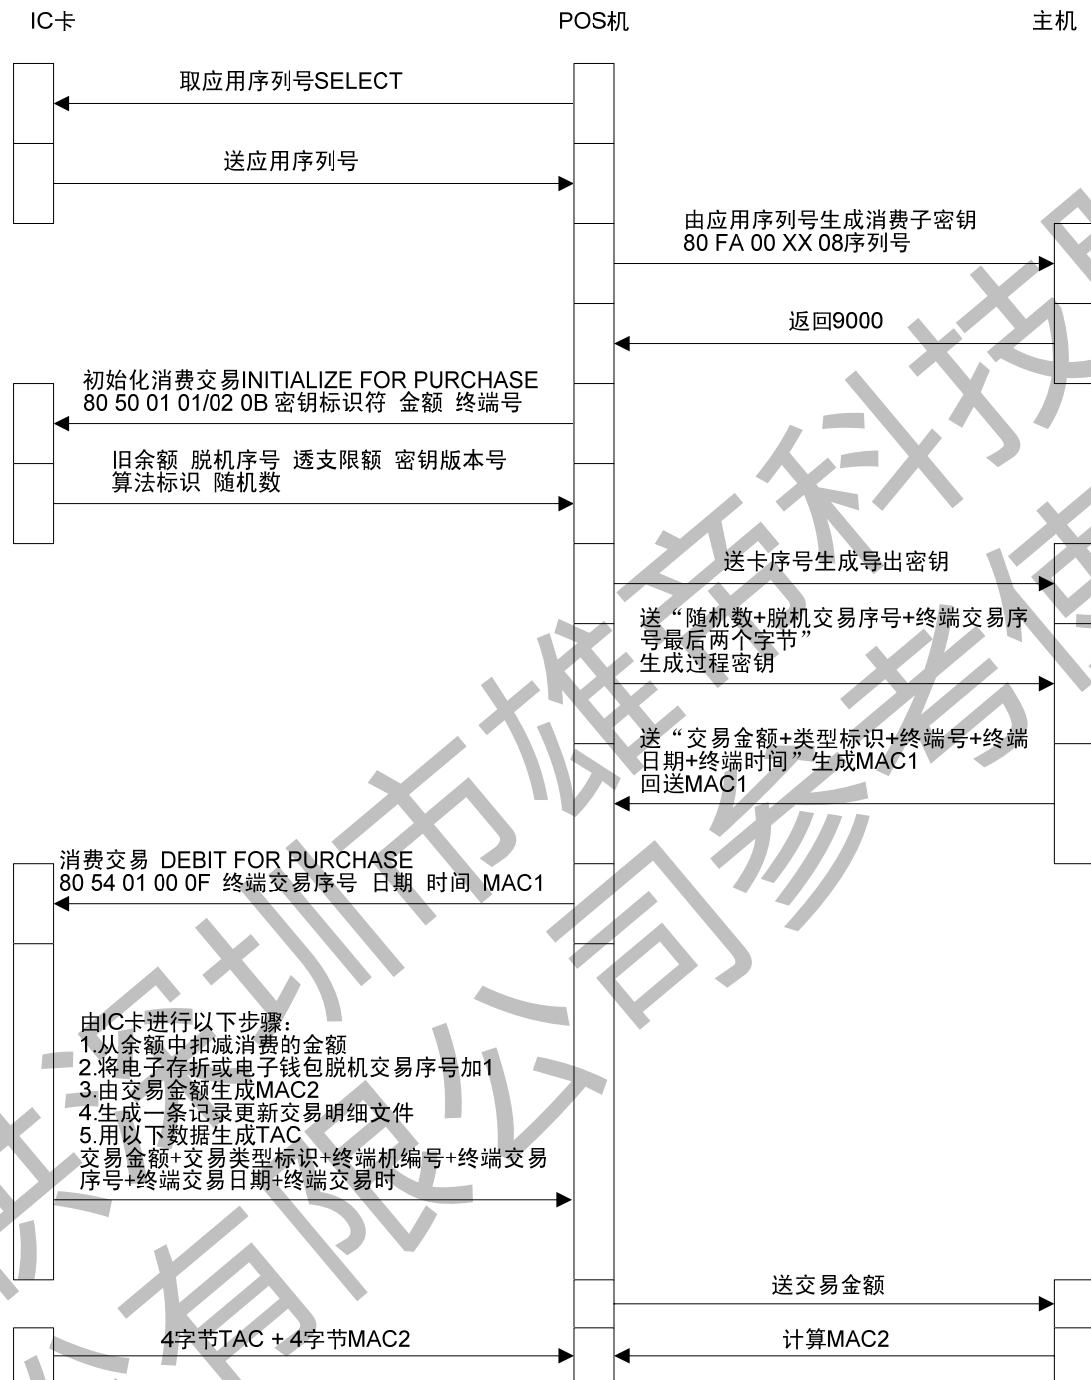 IC卡
POS机
主机
取应用序列号SELECT
送应用序列号
由应用序列号生成消费子密钥
80 FA 00 XX 08序列号
返回9000
初始化消费交易INITIALIZE FOR PURCHASE
80 50 01 01/02 0B 密钥标识符 金额 终端号
旧余额 脱机序号 透支限额 密钥版本号
算法标识 随机数
送卡序号生成导出密钥
送“随机数+脱机交易序号+终端交易序
号最后两个字节”
生成过程密钥
送“交易金额+类型标识+终端号+终端
日期+终端时间”生成MAC1
回送MAC1
消费交易 DEBIT FOR PURCHASE
80 54 01 00 0F 终端交易序号 日期 时间 MAC1
由IC卡进行以下步骤：
1.从余额中扣减消费的金额
2.将电子存折或电子钱包脱机交易序号加1
3.由交易金额生成MAC2
4.生成一条记录更新交易明细文件
5.用以下数据生成TAC
交易金额+交易类型标识+终端机编号+终端交易
序号+终端交易日期+终端交易时
送交易金额
4字节TAC + 4字节MAC2
计算MAC2
供深圳市雄帝科技股
份有限公司参考使